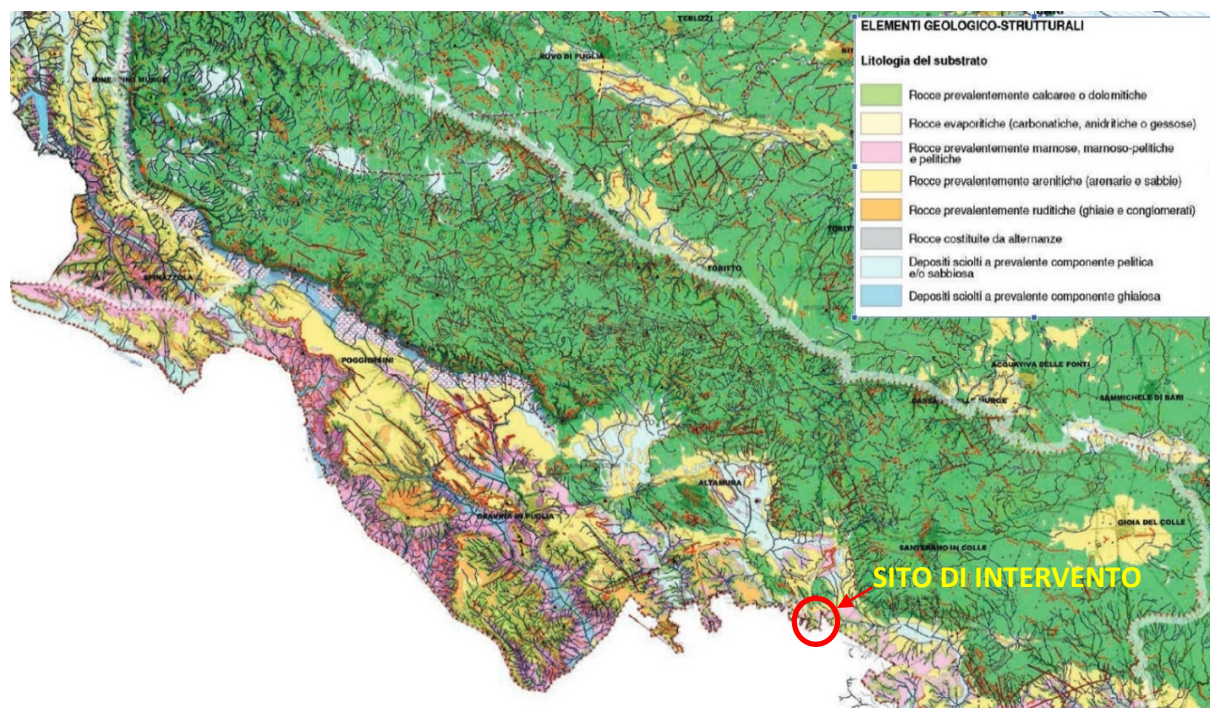 TERLIZZI
RUVO DI PUGLIA
ELEMENTI GEOLOGICO-STRUTTURALI
Litologia del substrato
Rocce prevalentemente calcaree o dolomitiche
Rocce evaporitiche (carbonatiche, anidritiche o gessose)
Rocce prevalentemente marnose, marnoso-pelitiche
e pelitiche
Rocce prevalentemente arenitiche (arenarie e sabbie)
Rocce prevalentemente ruditiche (ghiaie e conglomerati)
Rocce costituite da alternanze
Depositi sciolti a prevalente componente pelitica
e/o sabbiosa
Depositi sciolti a prevalente componente ghiaiosa
MURGE
SPINAZZOLA
TORITTO
POGGIORSINI
ACQUAVIVA DELLE FONTI
MURGE
SAMMICHELE DI BARI
ALTAMURA
GRAVINA DI PUGLIA
GIOIA DEL COLLE
SANTERAMO IN COLLE
SITO DI INTERVENTO